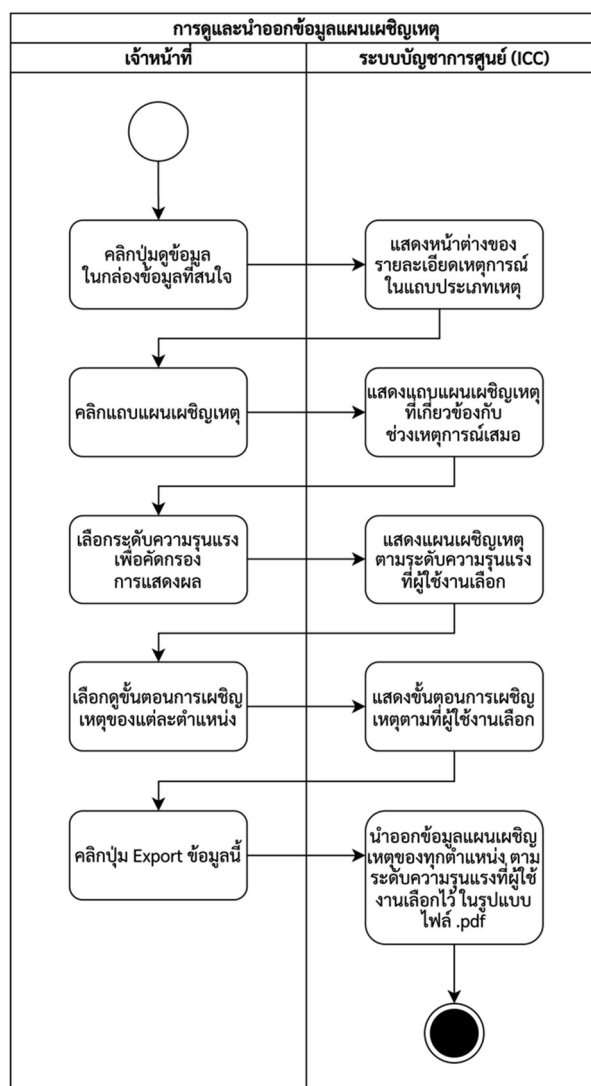 การดูและนำออกข้อมูลแผนเผชิญเหตุ
เจ้าหน้าที่
ระบบบัญชาการศูนย์ (ICC)
คลิกปุ่มดูข้อมูล
ในกล่องข้อมูลที่สนใจ
แสดงหน้าต่างของ
รายละเอียดเหตุการณ์
ในแถบประเภทเหตุ
คลิกแถบแผนเผชิญเหตุ
แสดงแถบแผนเผชิญเหตุ
ที่เกี่ยวข้องกับ
ช่วงเหตุการณ์เสมอ
เลือกระดับความรุนแรง
เพื่อคัดกรอง
การแสดงผล
แสดงแผนเผชิญเหตุ
ตามระดับความรุนแรง
ที่ผู้ใช้งานเลือก
เลือกดูขั้นตอนการเผชิญ
เหตุของแต่ละตำแหน่ง
แสดงขั้นตอนการเผชิญ
เหตุตามที่ผู้ใช้งานเลือก
คลิกปุ่ม Export ข้อมูลนี้
นำออกข้อมูลแผนเผชิญ
เหตุของทุกตำแหน่ง ตาม
ระดับความรุนแรงที่ผู้ใช้
งานเลือกไว้ ในรูปแบบ
ไฟล์ .pdf